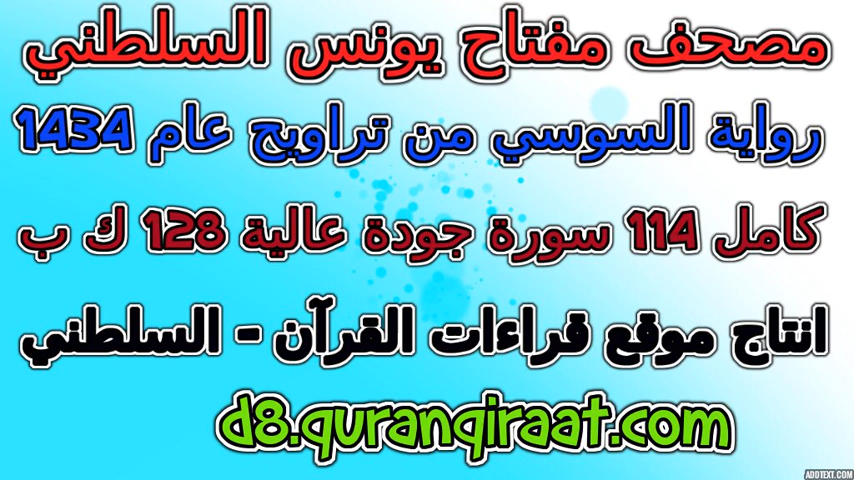 مصحف مفتاح يونس السلطني
رواية السوسي من تراويح عام 1434
كامل 114 سورة جودة عالية 128 ك ب
انتاج موقع قراءات القرآن - السلطني
d8.quranqiraat.com
ADDTEXT.COM